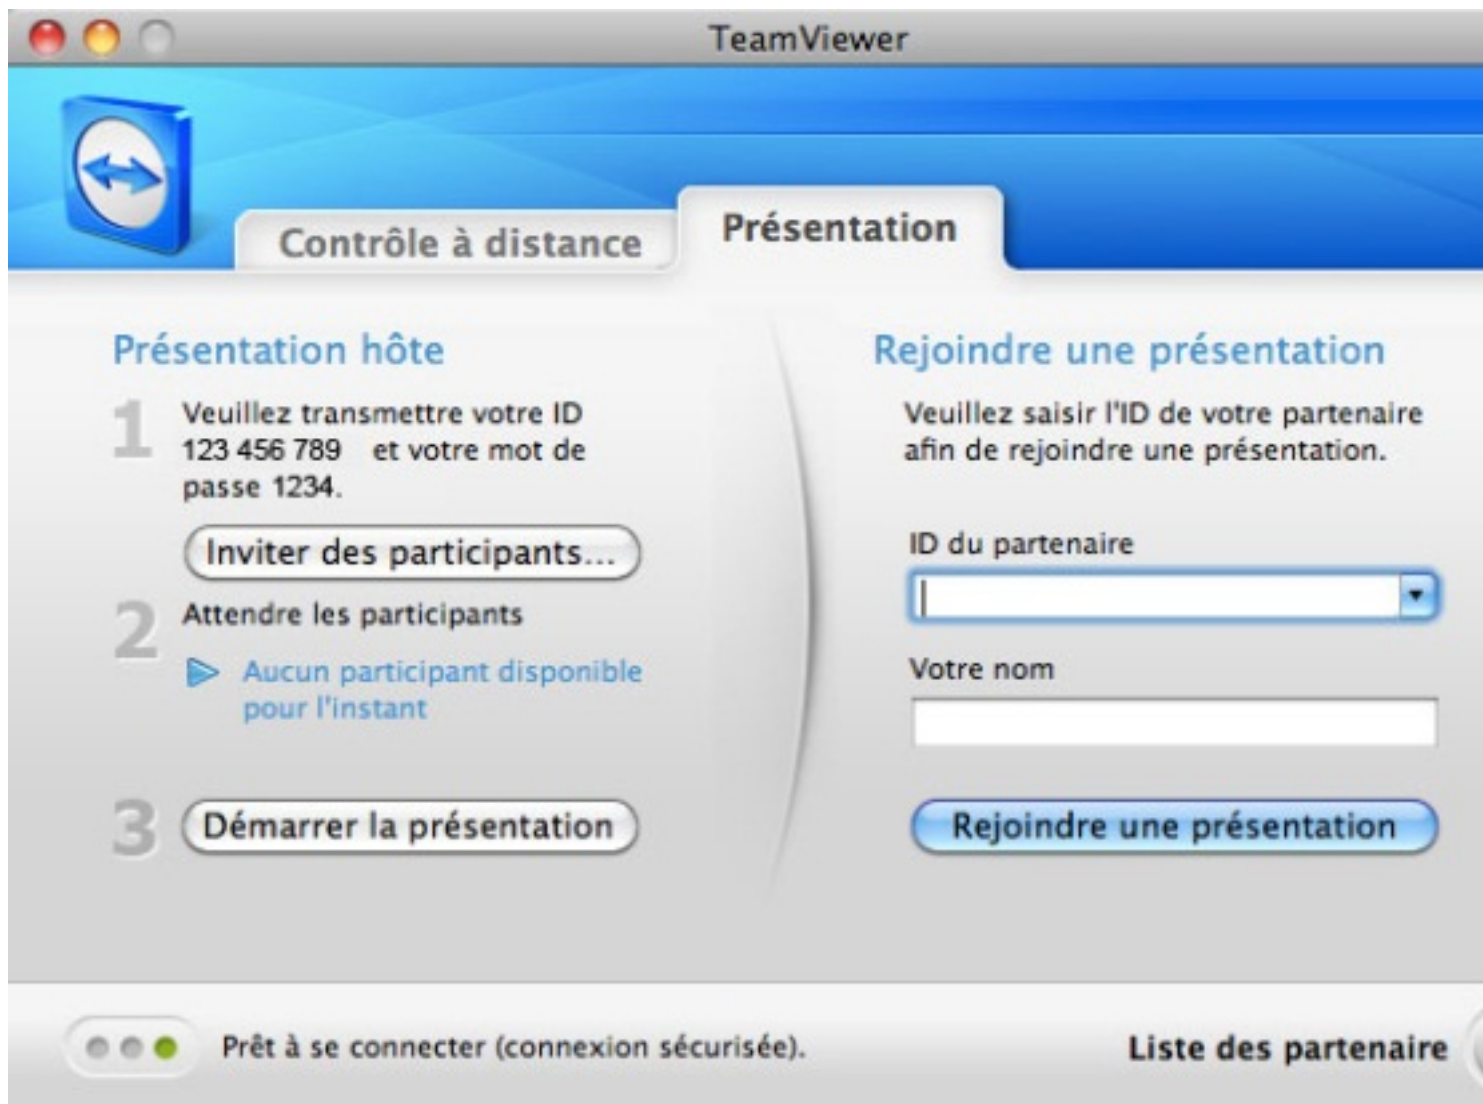 TeamViewer
Contrôle à distance
Présentation
Présentation hôte
1
Veuillez transmettre votre ID
123 456 789 et votre mot de
passe 1234.
Inviter des participants...
2
Attendre les participants
Aucun participant disponible
pour l'instant
3
Démarrer la présentation
Rejoindre une présentation
Veuillez saisir l'ID de votre partenaire
afin de rejoindre une présentation.
ID du partenaire
Votre nom
Rejoindre une présentation
Prêt à se connecter (connexion sécurisée).
Liste des partenaire